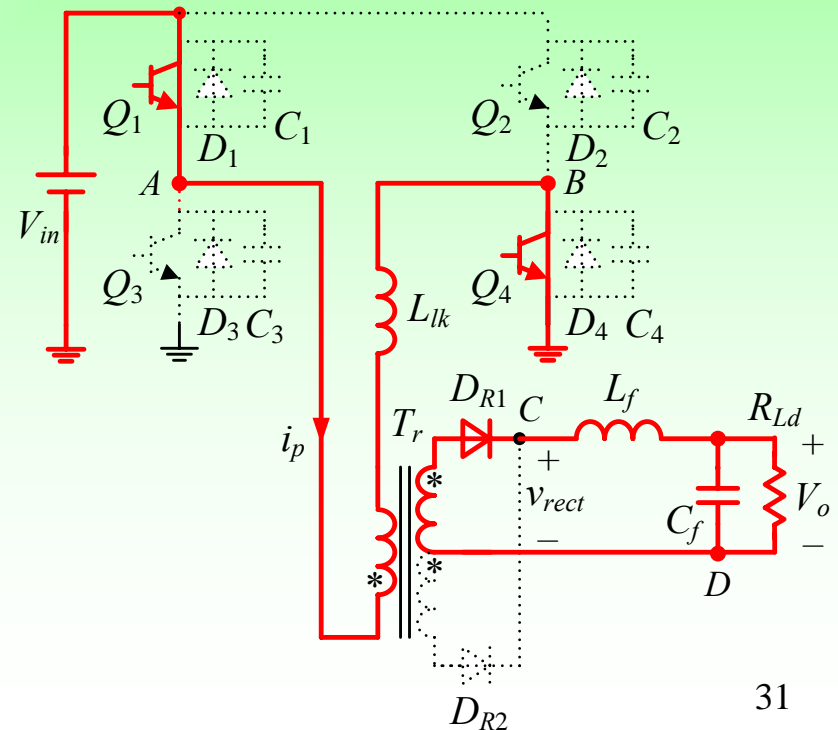 Q1 D1 C1
Q2 D2 C2
A
B
Vin
Q3 D3 C3
Q4 D4 C4
Llk
DR1 C Lf RLd
ip Tr
+ +
* vrect Cf Vo
− −
* *
D
DR2
31